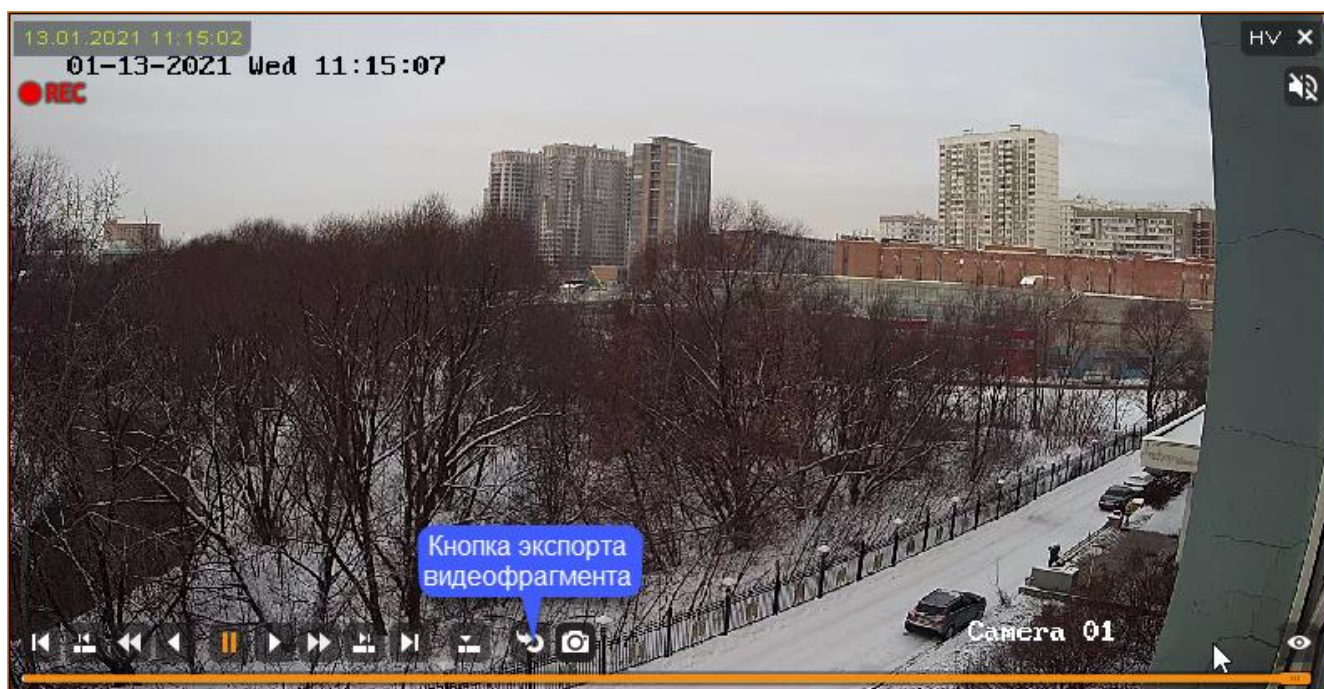 13.01.2021 11:15:02
HV
01-13-2021 Wed 11:15:07
REC
Кнопка экспорта
видеофрагмента
Camera 01